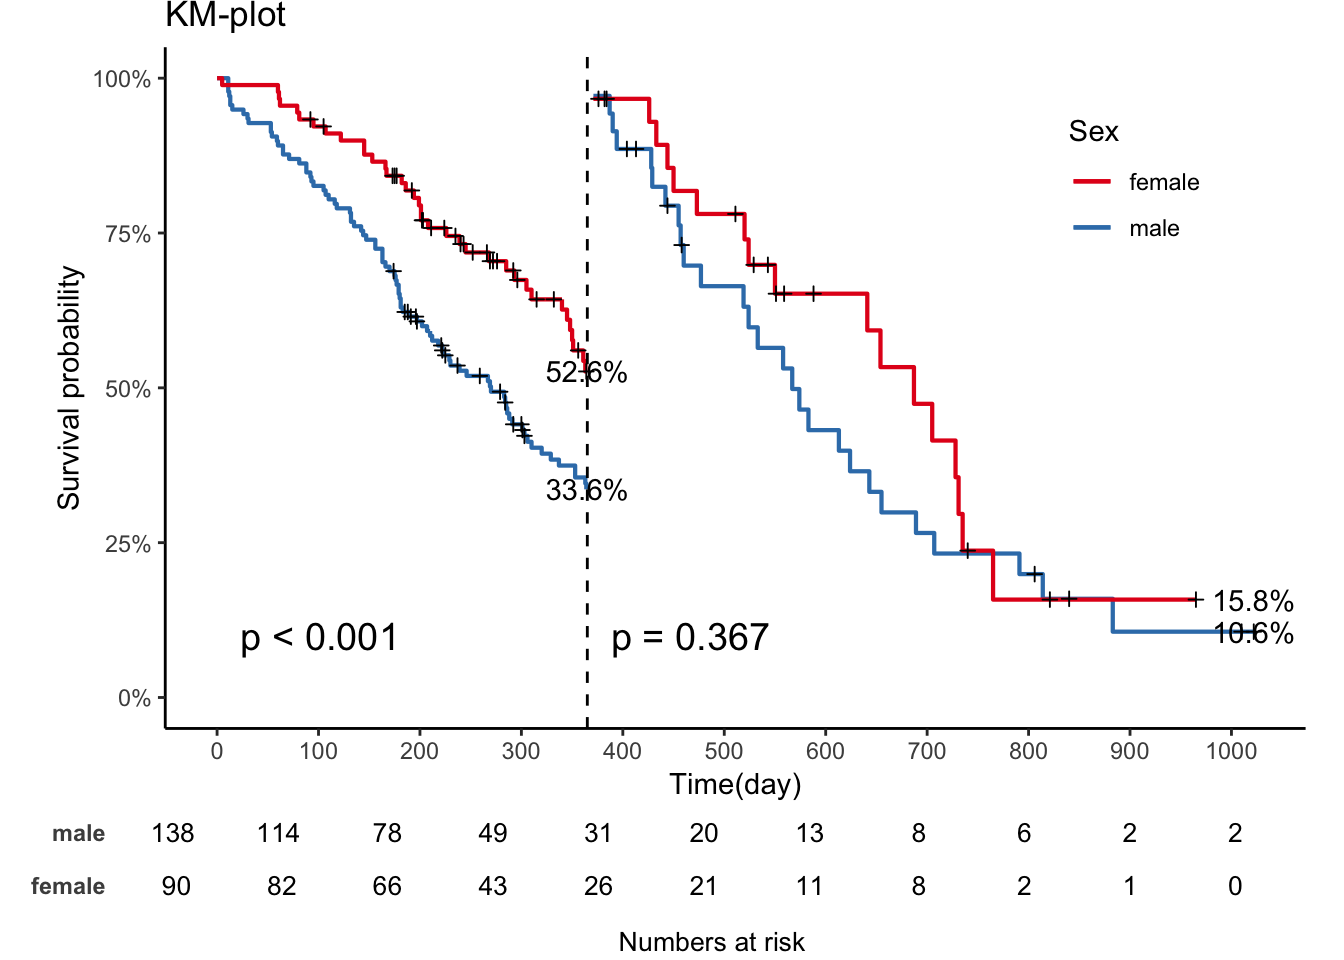 KM-plot
Survival probability
100%
75%
50%
25%
0%
Sex
female
male
52.6%
33.6%
15.8%
10.6%
p < 0.001
p = 0.367
0 100 200 300 400 500 600 700 800 900 1000
Time(day)
male 138 114 78 49 31 20 13 8 6 2 2
female 90 82 66 43 26 21 11 8 2 1 0
Numbers at risk